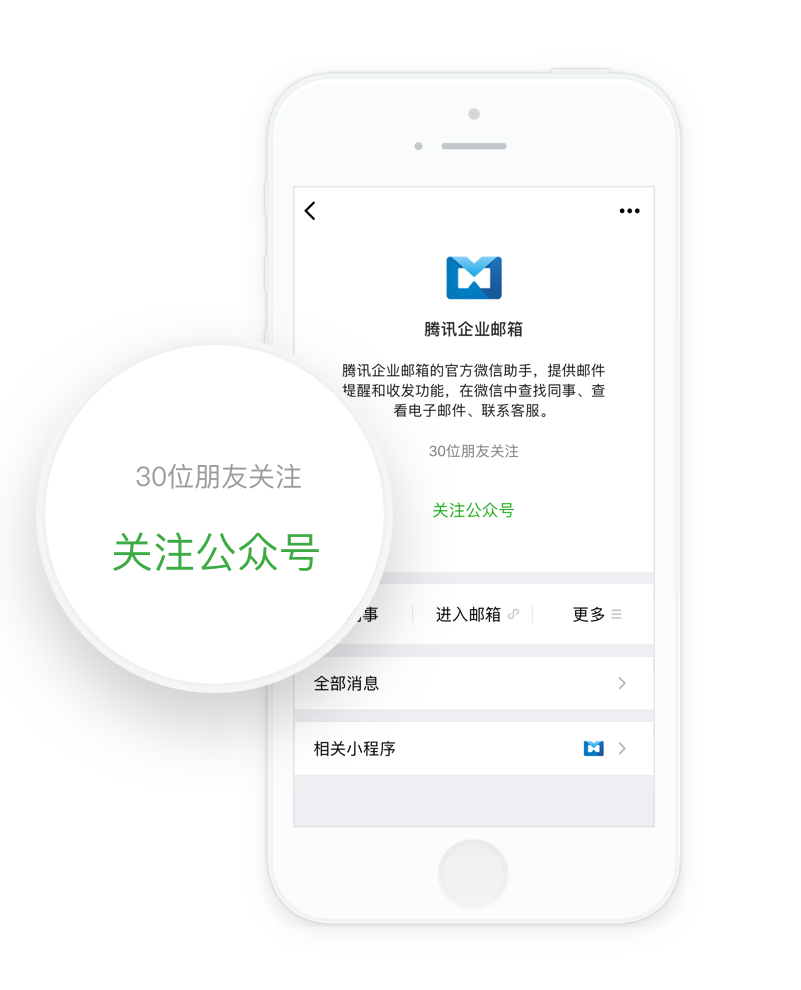 腾讯企业邮箱
腾讯企业邮箱的官方微信助手，提供邮件
提醒和收发功能，在微信中查找同事、查
看电子邮件、联系客服。
30位朋友关注
关注公众号
30位朋友关注
关注公众号
事
进入邮箱
更多
全部消息
相关小程序